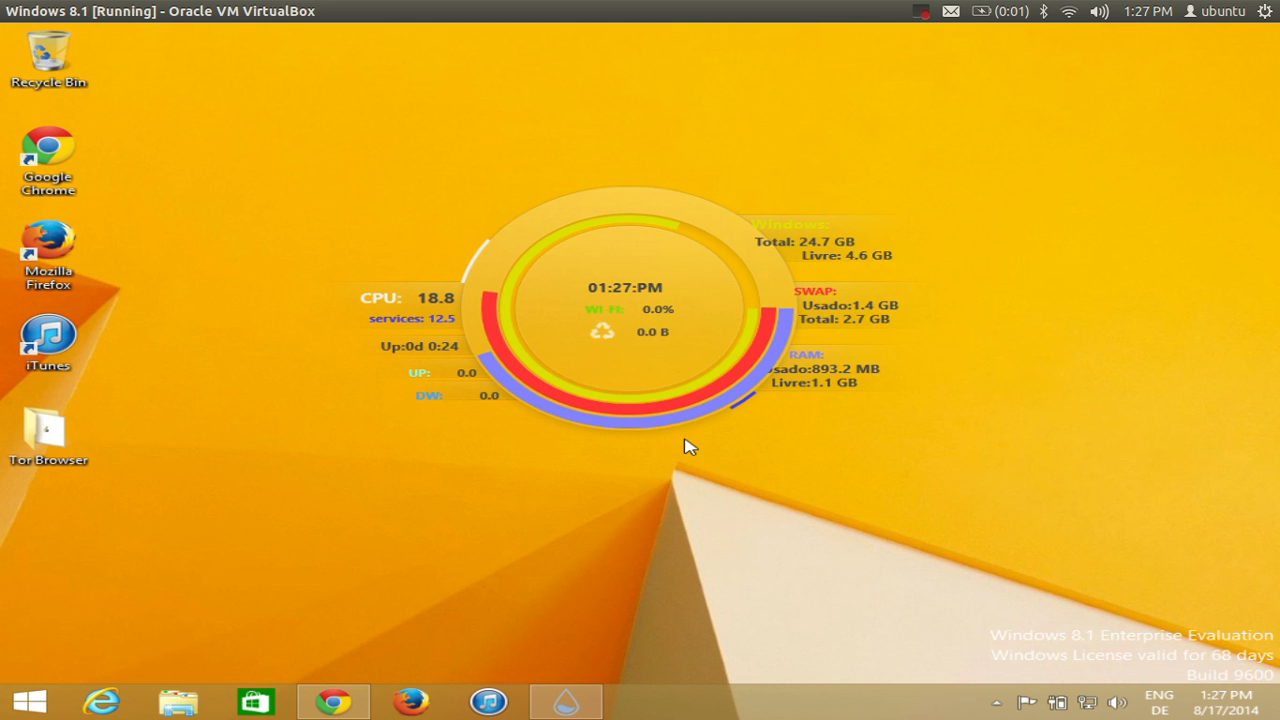 Windows 8.1 [Running] - Oracle VM VirtualBox
(0:01)
1:27 PM
ubuntu
Recycle Bin
Google
Chrome
Mozilla
Firefox
iTunes
Tor Browser
CPU: 18.8
services: 12.5
Up:0d 0:24
UP: 0.0
DW: 0.0
01:27:PM
WI-FI: 0.0%
0.0 B
Windows:
Total: 24.7 GB
Livre: 4.6 GB
SWAP:
Usado:1.4 GB
Total: 2.7 GB
RAM:
Usado:893.2 MB
Livre:1.1 GB
Windows 8.1 Enterprise Evaluation
Windows License valid for 68 days
Build 9600
ENG
DE
1:27 PM
8/17/2014